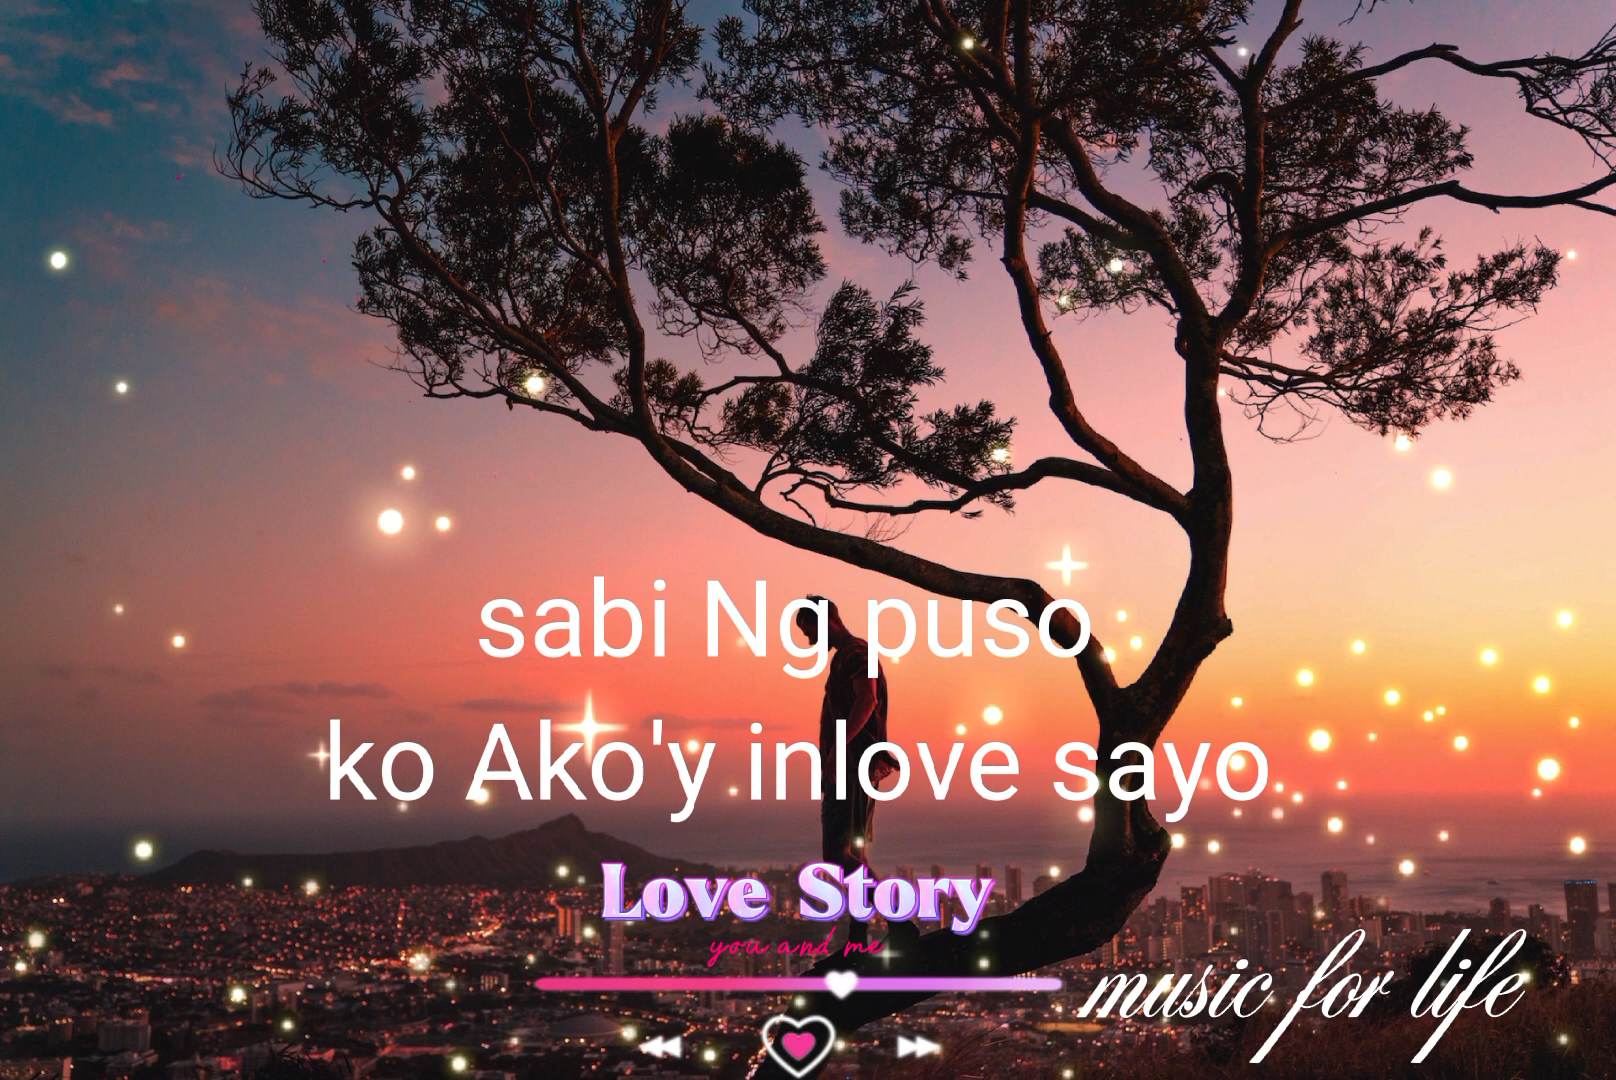 sabi Ng puso
ko Ako'y inlove sayo
Love Story
you and me
music for life